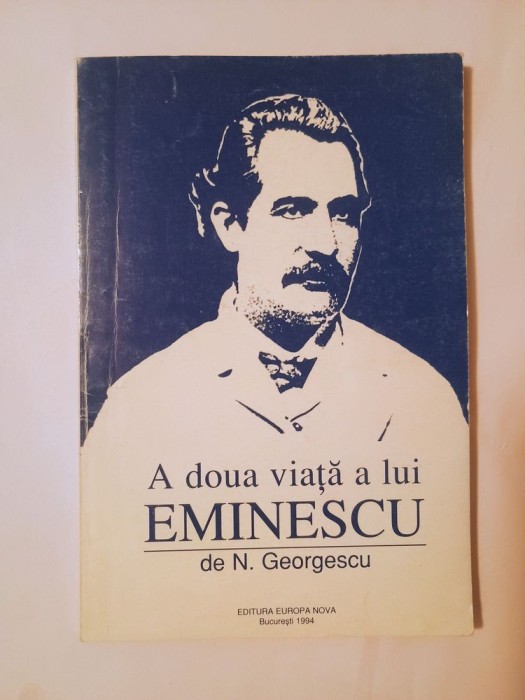 A doua viață a lui
EMINESCU
de N. Georgescu
EDITURA EUROPA NOVA
București 1994